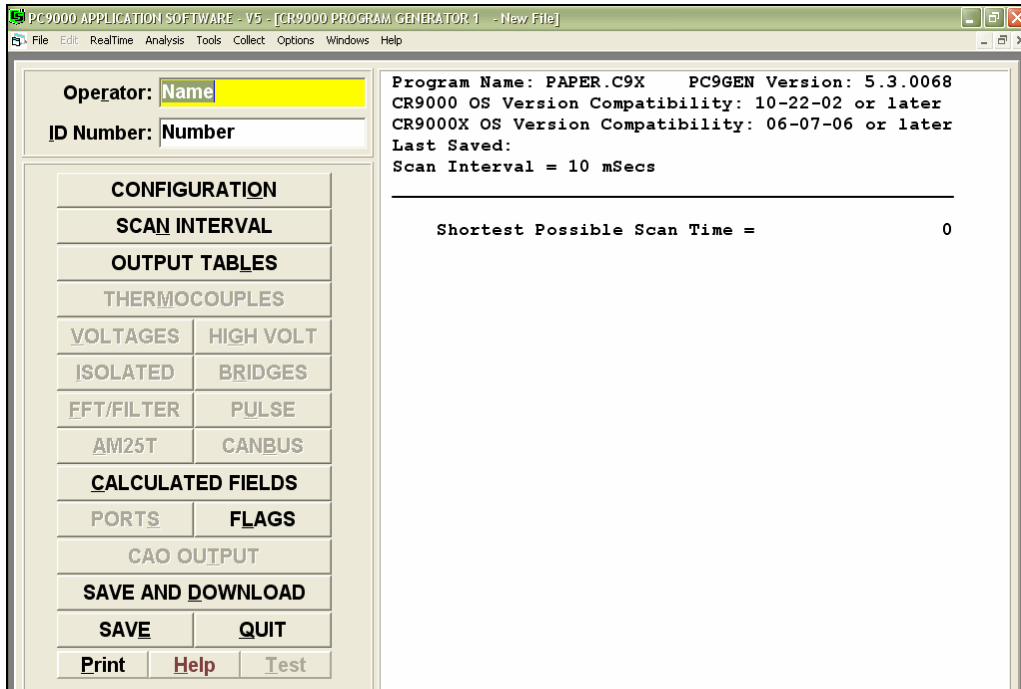 PC9000 APPLICATION SOFTWARE - V5 - [CR9000 PROGRAM GENERATOR 1 - New File]
File Edit RealTime Analysis Tools Collect Options Windows Help
Operator: Name
ID Number: Number
CONFIGURATION
SCAN INTERVAL
OUTPUT TABLES
THERMOCOUPLES
VOLTAGES HIGH VOLT
ISOLATED BRIDGES
FFT/FILTER PULSE
AM25T CANBUS
CALCULATED FIELDS
PORTS FLAGS
CAO OUTPUT
SAVE AND DOWNLOAD
SAVE QUIT
Print Help Test
Program Name: PAPER.C9X PC9GEN Version: 5.3.0068
CR9000 OS Version Compatibility: 10-22-02 or later
CR9000X OS Version Compatibility: 06-07-06 or later
Last Saved:
Scan Interval = 10 mSecs
Shortest Possible Scan Time = 0